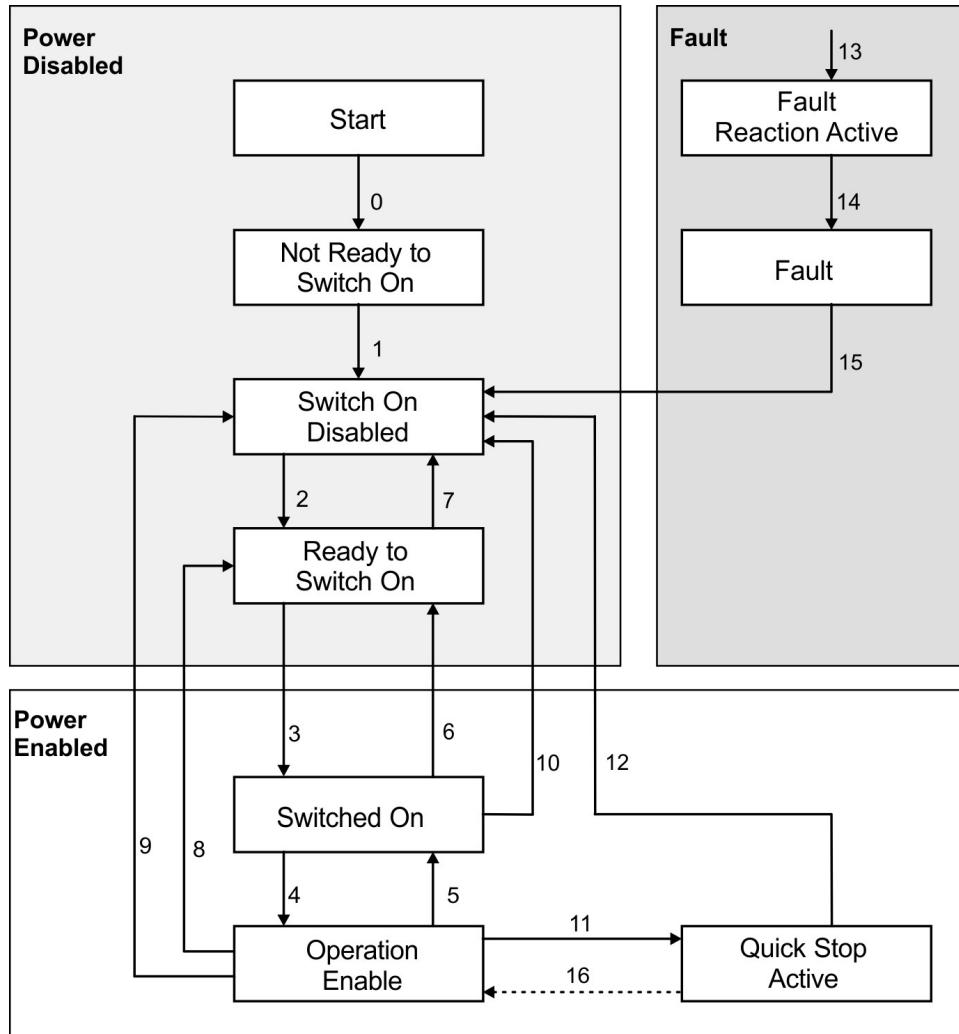 Power
Disabled
Start
0
Not Ready to
Switch On
1
Switch On
Disabled
2
7
Ready to
Switch On
Fault
13
Fault
Reaction Active
14
Fault
15
Power
Enabled
3
6
10
12
Switched On
9
8
4
5
11
Operation
Enable
16
Quick Stop
Active